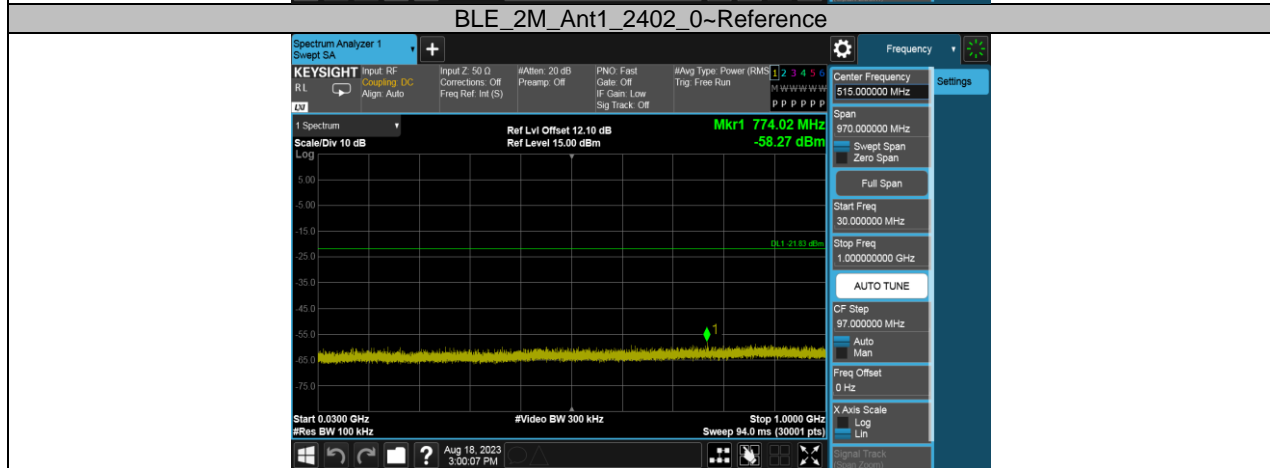 BLE_2M_Ant1_2402_0~Reference
Spectrum Analyzer 1
Swept SA
+
Frequency
KEYSIGHT
RL
LXI
Input: RF
Coupling: DC
Align: Auto
Input Z: 50 Ω
Corrections: Off
Freq Ref: Int (S)
#Atten: 20 dB
Preamp: Off
PNO: Fast
Gate: Off
IF Gain: Low
Sig Track: Off
#Avg Type: Power (RMS
Trig: Free Run
1 2 3 4 5 6
M W W W W W
P P P P P P
Center Frequency
515.000000 MHz
Settings
1 Spectrum
Scale/Div 10 dB
Ref Lvl Offset 12.10 dB
Ref Level 15.00 dBm
Mkr1 774.02 MHz
-58.27 dBm
Span
970.000000 MHz
Swept Span
Zero Span
Full Span
Start Freq
30.000000 MHz
Stop Freq
1.000000000 GHz
AUTO TUNE
CF Step
97.000000 MHz
Auto
Man
Freq Offset
0 Hz
X Axis Scale
Log
Lin
Signal Track
(Span Zoom)
Log
5.00
-5.00
-15.0
DL1 -21.83 dBm
-25.0
-35.0
-45.0
-55.0
1
-65.0
-75.0
Start 0.0300 GHz
#Video BW 300 kHz
Stop 1.0000 GHz
#Res BW 100 kHz
Sweep 94.0 ms (30001 pts)
?
Aug 18, 2023
3:00:07 PM